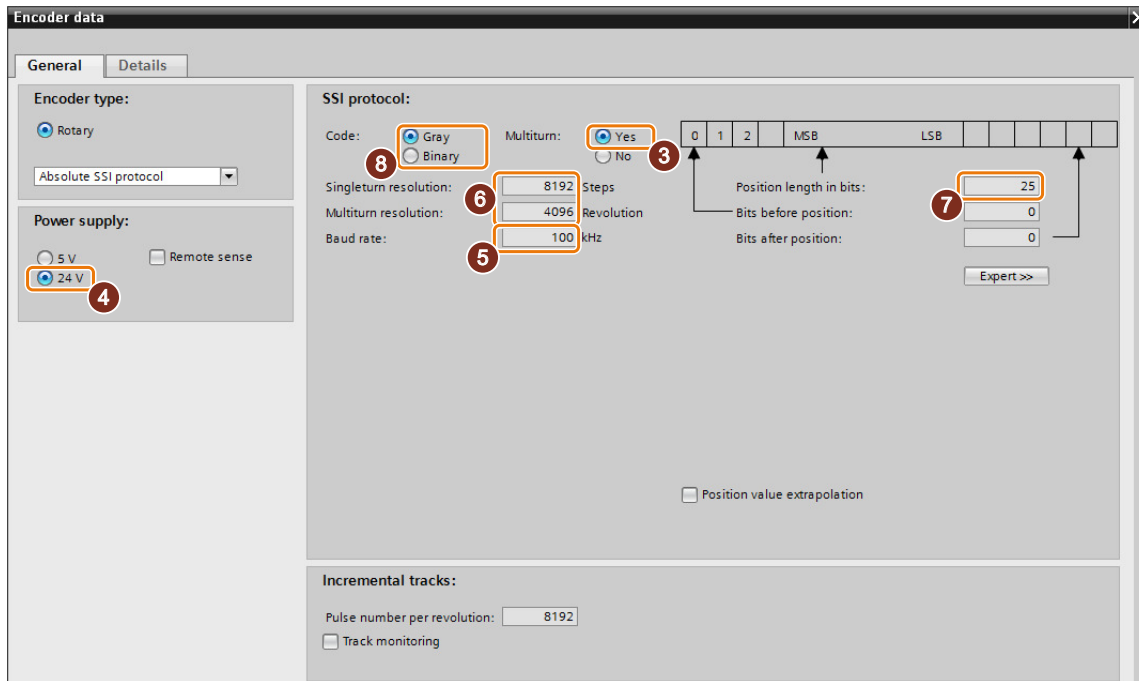 Encoder data
General Details
Encoder type:
Rotary
Absolute SSI protocol
Power supply:
5 V Remote sense
24 V
4
SSI protocol:
Code: Gray Multiturn: Yes
Binary No
8 3
0 1 2 MSB LSB
Singleturn resolution: 8192 Steps
Multiturn resolution: 4096 Revolution
6
Baud rate: 100 kHz
5
Position length in bits: 25
7
Bits before position: 0
Bits after position: 0
Expert >>
Position value extrapolation
Incremental tracks:
Pulse number per revolution: 8192
Track monitoring